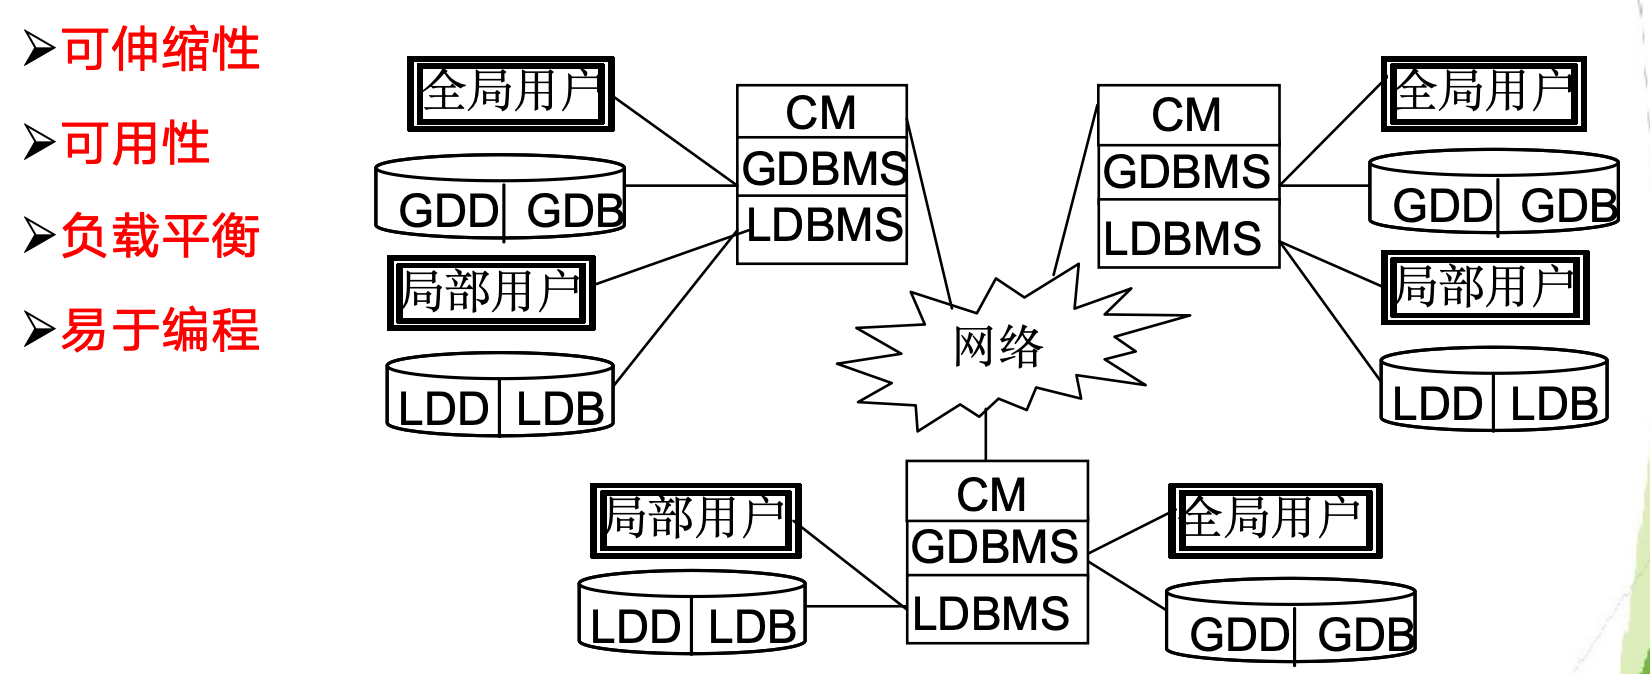 ➢可伸缩性
➢可用性
➢负载平衡
➢易于编程
全局用户
GDD GDB
局部用户
LDD LDB
CM
GDBMS
LDBMS
CM
GDBMS
LDBMS
全局用户
GDD GDB
局部用户
LDD LDB
网络
局部用户
LDD LDB
CM
GDBMS
LDBMS
全局用户
GDD GDB